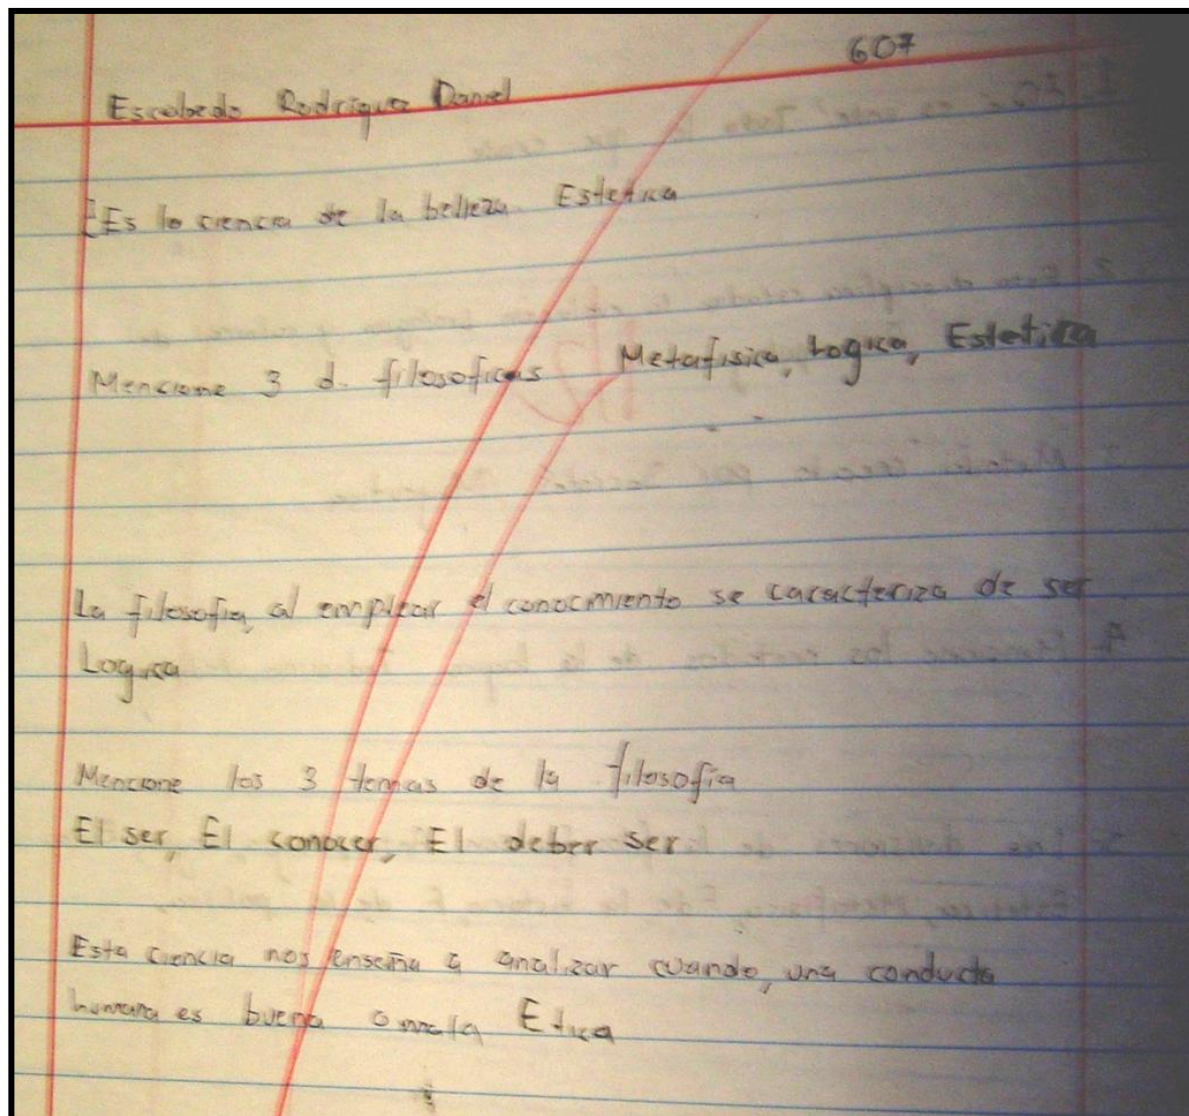 607
Escobedo Rodriguez Daniel
Es la ciencia de la belleza. Estetica
Mencione 3 d. filosoficas Metafisica, Logica, Estetica
La filosofia, al emplear el conocmiento se caracteriza de ser
Logica
Mencione los 3 temas de la filosofia
El ser, El conocer, El deber ser
Esta ciencia nos enseña a analizar cuando, una conducta
humana es buena o mala Etica